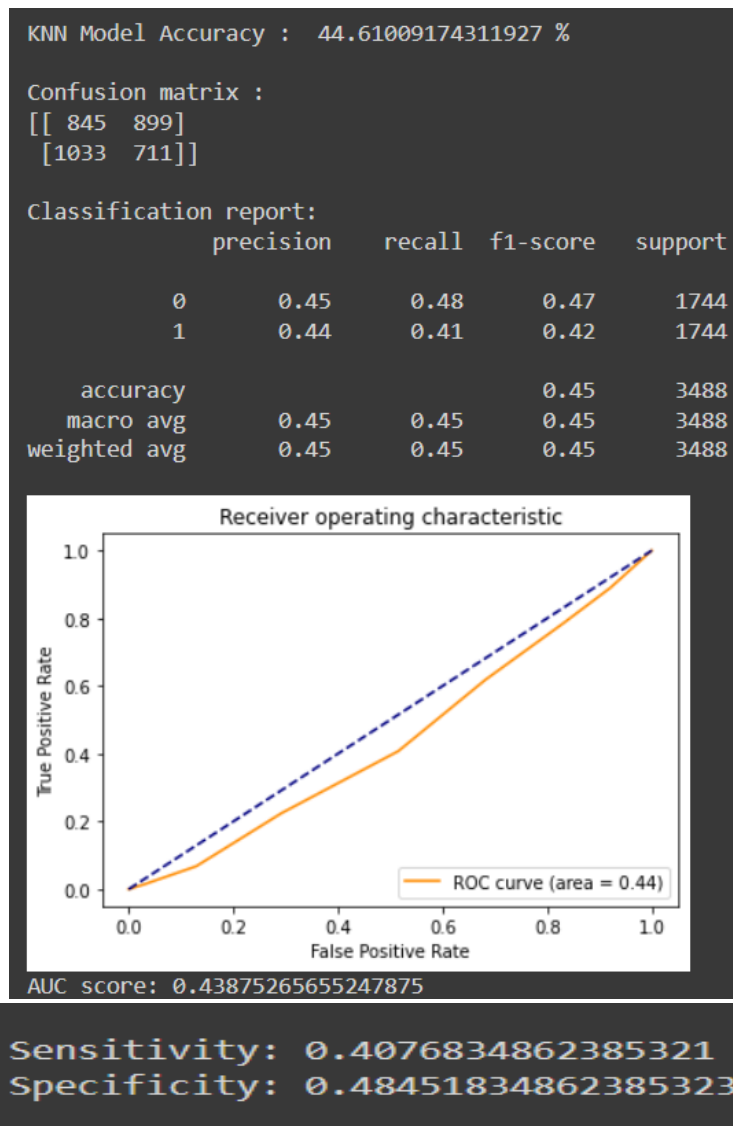 KNN Model Accuracy :  44.61009174311927 %
Confusion matrix :
[[ 845  899]
 [1033  711]]
Classification report:
precision    recall  f1-score   support
0       0.45      0.48      0.47      1744
1       0.44      0.41      0.42      1744
accuracy                           0.45      3488
macro avg       0.45      0.45      0.45      3488
weighted avg       0.45      0.45      0.45      3488
Receiver operating characteristic
1.0
0.8
0.6
0.4
0.2
0.0
True Positive Rate
ROC curve (area = 0.44)
0.0 0.2 0.4 0.6 0.8 1.0
False Positive Rate
AUC score: 0.43875265655247875
Sensitivity: 0.4076834862385321
Specificity: 0.48451834862385323